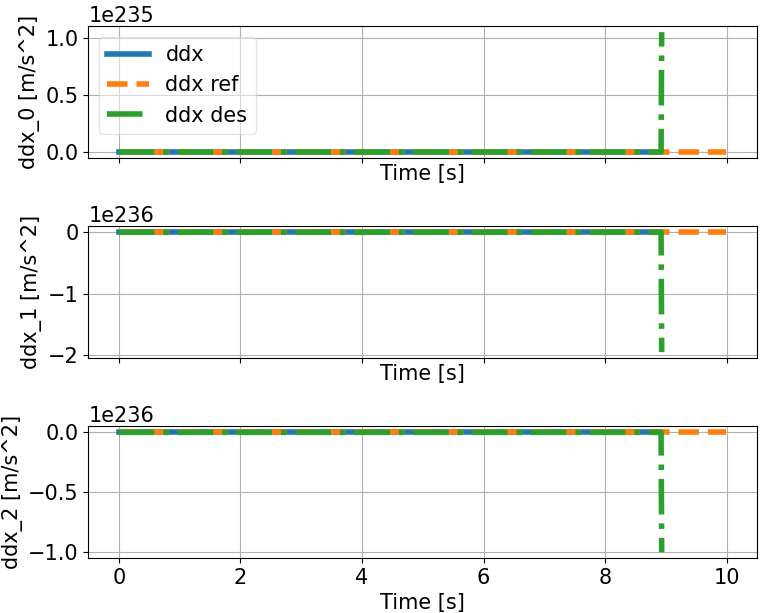 1e235
ddx_0 [m/s^2]
1.0
0.5
0.0
ddx
ddx ref
ddx des
Time [s]
1e236
ddx_1 [m/s^2]
0
−1
−2
Time [s]
1e236
ddx_2 [m/s^2]
0.0
−0.5
−1.0
0 2 4 6 8 10
Time [s]